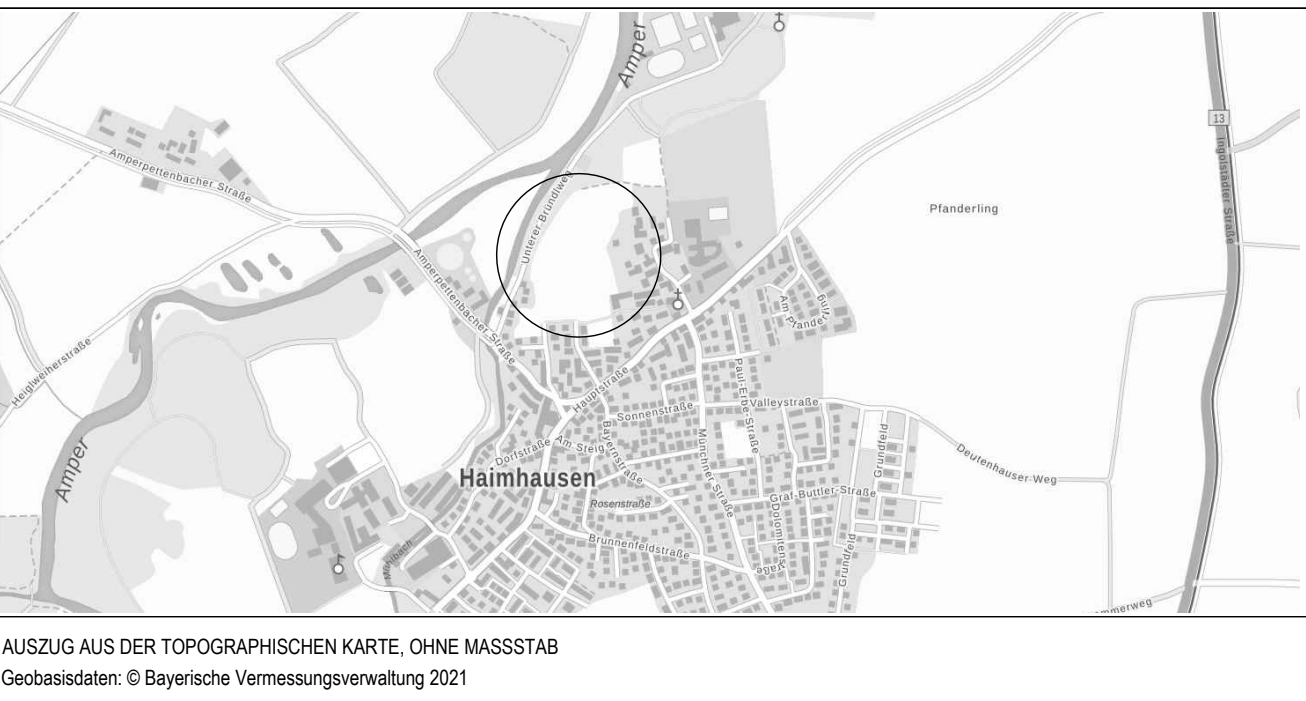 Amper
13
Ingolstädter Straße
Amperpettenbacher Straße
Unterer Bründlweg
Pfanderling
Amperpettenbacher Straße
Am Pfanderling
Heiglweiherstraße
Hauptstraße
Paul-Erbe-Straße
Sonnenstraße
Valleystraße
Amper
Dorfstraße
Am Steig
Bayernstraße
Münchner Straße
Grundfeld
Deutenhauser Weg
Haimhausen
Rosenstraße
Graf-Buttler-Straße
Dolomitenstraße
Mühlbach
Brunnenfeldstraße
Grundfeld
AUSZUG AUS DER TOPOGRAPHISCHEN KARTE, OHNE MASSSTAB
Geobasisdaten: © Bayerische Vermessungsverwaltung 2021